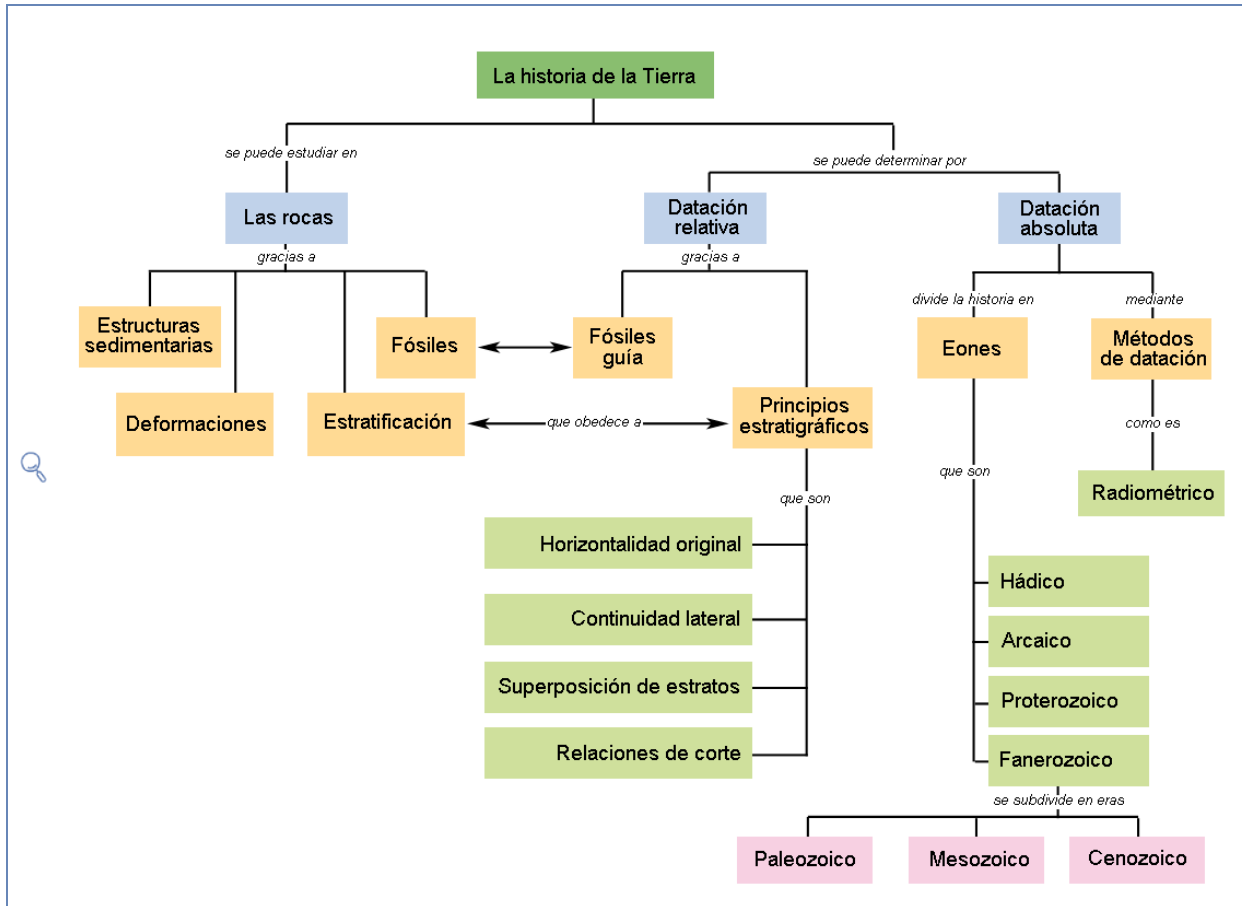 La historia de la Tierra
se puede estudiar en
se puede determinar por
Las rocas
Datación
relativa
Datación
absoluta
gracias a
gracias a
divide la historia en
mediante
Estructuras
sedimentarias
Fósiles
Fósiles
guía
Eones
Métodos
de datación
Deformaciones
Estratificación
que obedece a
Principios
estratigráficos
como es
que son
Radiométrico
que son
Horizontalidad original
Continuidad lateral
Superposición de estratos
Relaciones de corte
Hádico
Arcaico
Proterozoico
Fanerozoico
se subdivide en eras
Paleozoico
Mesozoico
Cenozoico